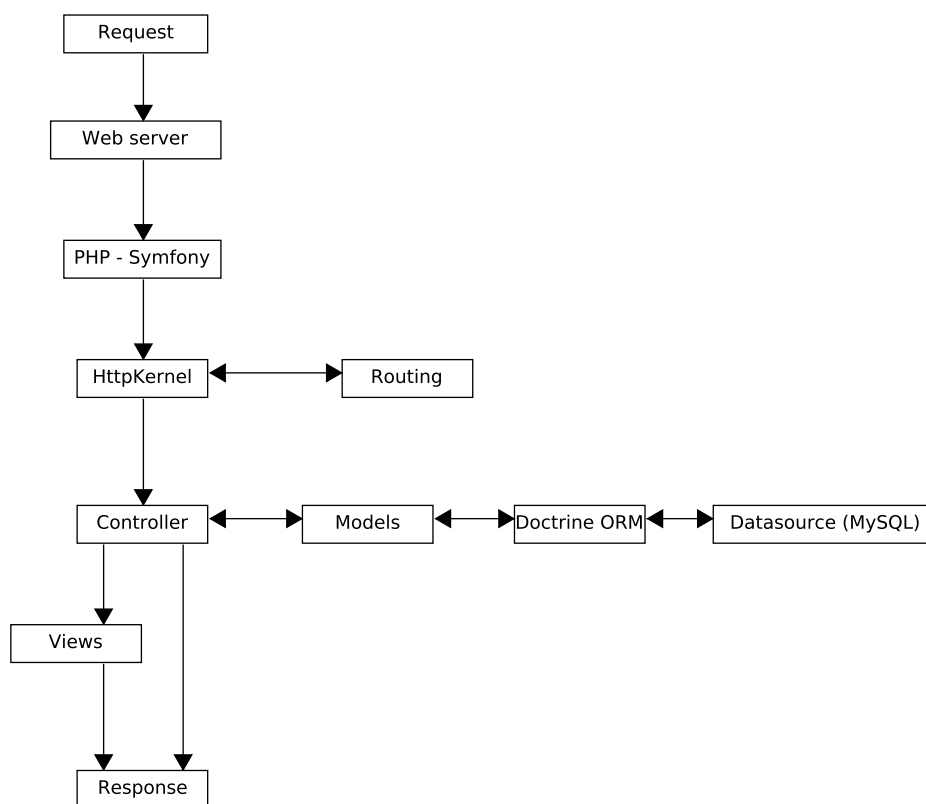 Request
Web server
PHP - Symfony
HttpKernel
Routing
Controller
Models
Doctrine ORM
Datasource (MySQL)
Views
Response